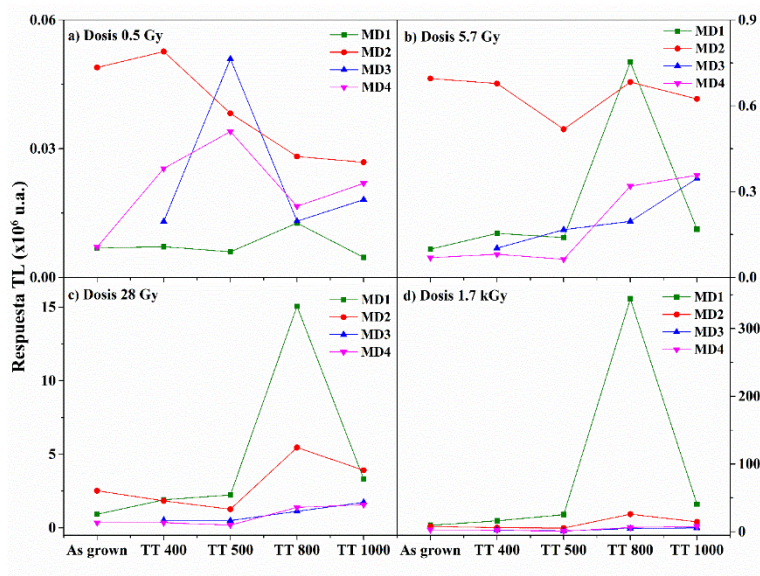 Respuesta TL (x10⁶ u.a.)
a) Dosis 0.5 Gy
MD1
MD2
MD3
MD4
0.06
0.03
0.00
b) Dosis 5.7 Gy
MD1
MD2
MD3
MD4
0.9
0.6
0.3
0.0
c) Dosis 28 Gy
MD1
MD2
MD3
MD4
15
10
5
0
As grown TT 400 TT 500 TT 800 TT 1000
d) Dosis 1.7 kGy
MD1
MD2
MD3
MD4
300
200
100
0
As grown TT 400 TT 500 TT 800 TT 1000